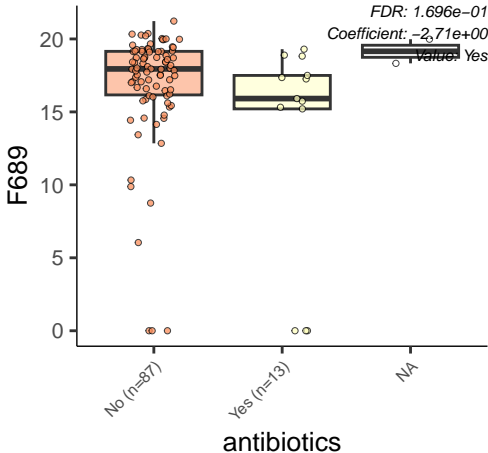 FDR: 1.696e−01
Coefficient: −2.71e+00
Value: Yes
20
15
10
5
0
F689
No (n=87)
Yes (n=13)
NA
antibiotics